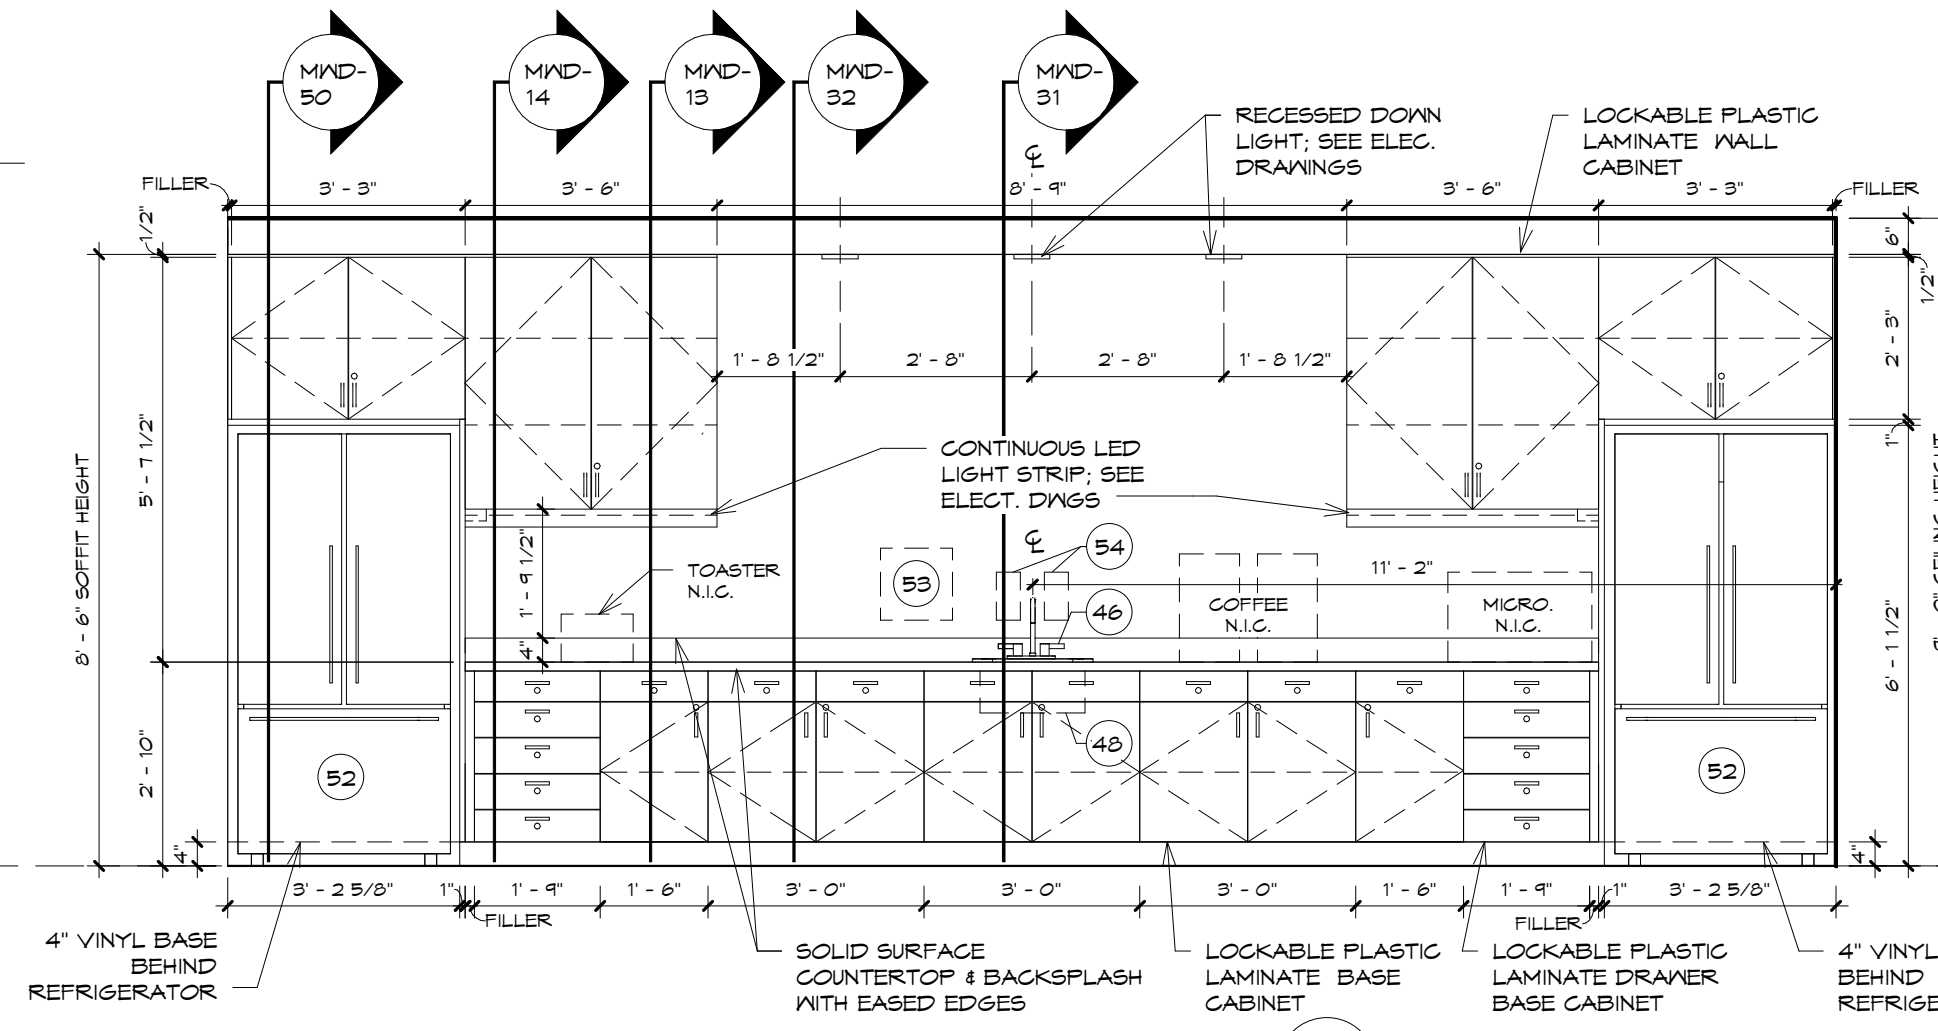 MWD-
50
MWD-
14
MWD-
13
MWD-
32
MWD-
31
RECESSED DOWN
LIGHT; SEE ELEC.
DRAWINGS
LOCKABLE PLASTIC
LAMINATE WALL
CABINET
℄
FILLER
3' - 3"
3' - 6"
8' - 9"
3' - 6"
3' - 3"
FILLER
1/2"
6"
1/2"
2' - 3"
1' - 8 1/2"
2' - 8"
2' - 8"
1' - 8 1/2"
5' - 7 1/2"
8' - 6" SOFFIT HEIGHT
1"
CONTINUOUS LED
LIGHT STRIP; SEE
ELECT. DWGS
1' - 9 1/2"
4"
TOASTER
N.I.C.
53
℄
54
46
11' - 2"
COFFEE
N.I.C.
MICRO.
N.I.C.
6' - 1 1/2"
48
52
52
2' - 10"
4"
4"
3' - 2 5/8"
1"
1' - 9"
1' - 6"
3' - 0"
3' - 0"
3' - 0"
1' - 6"
1' - 9"
1"
3' - 2 5/8"
FILLER
FILLER
4" VINYL BASE
BEHIND
REFRIGERATOR
SOLID SURFACE
COUNTERTOP & BACKSPLASH
WITH EASED EDGES
LOCKABLE PLASTIC
LAMINATE BASE
CABINET
LOCKABLE PLASTIC
LAMINATE DRAWER
BASE CABINET
4" VINYL
BEHIND
REFRIGE